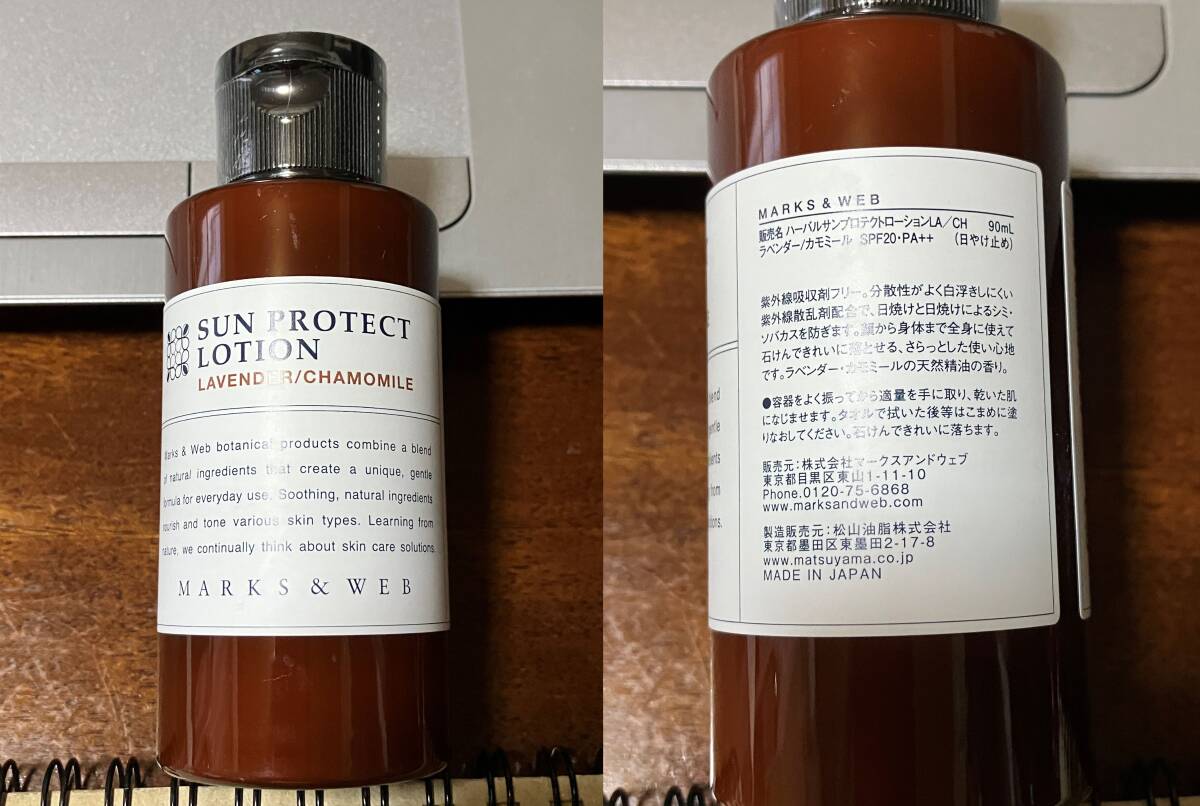 SUN PROTECT
LOTION
LAVENDER/CHAMOMILE
Marks & Web botanical products combine a blend
of natural ingredients that create a unique, gentle
formula for everyday use. Soothing, natural ingredients
nourish and tone various skin types. Learning from
nature, we continually think about skin care solutions.
MARKS & WEB
MARKS & WEB
販売名 ハーバルサンプロテクトローションLA/CH 90mL
ラベンダー/カモミール SPF20・PA++ (日やけ止め)
紫外線吸収剤フリー。分散性がよく白浮きしにくい
紫外線散乱剤配合で、日焼けと日焼けによるシミ・
ソバカスを防ぎます。顔から身体まで全身に使えて
石けんできれいに落とせる、さらっとした使い心地
です。ラベンダー・カモミールの天然精油の香り。
●容器をよく振ってから適量を手に取り、乾いた肌
になじませます。タオルで拭いた後等はこまめに塗
りなおしてください。石けんできれいに落ちます。
販売元:株式会社マークスアンドウェブ
東京都目黒区東山1-11-10
Phone.0120-75-6868
www.marksandweb.com
製造販売元:松山油脂株式会社
東京都墨田区東墨田2-17-8
www.matsuyama.co.jp
MADE IN JAPAN